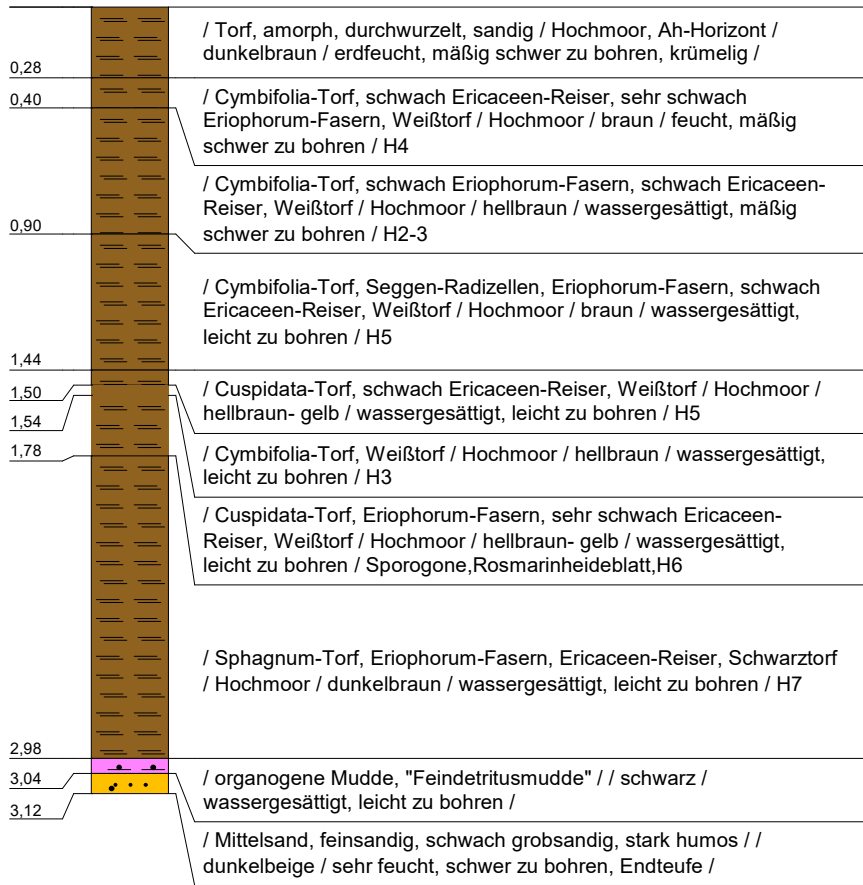 / Torf, amorph, durchwurzelt, sandig / Hochmoor, Ah-Horizont /
dunkelbraun / erdfeucht, mäßig schwer zu bohren, krümelig /
0,28
/ Cymbifolia-Torf, schwach Ericaceen-Reiser, sehr schwach
Eriophorum-Fasern, Weißtorf / Hochmoor / braun / feucht, mäßig
schwer zu bohren / H4
0,40
/ Cymbifolia-Torf, schwach Eriophorum-Fasern, schwach Ericaceen-
Reiser, Weißtorf / Hochmoor / hellbraun / wassergesättigt, mäßig
schwer zu bohren / H2-3
0,90
/ Cymbifolia-Torf, Seggen-Radizellen, Eriophorum-Fasern, schwach
Ericaceen-Reiser, Weißtorf / Hochmoor / braun / wassergesättigt,
leicht zu bohren / H5
1,44
/ Cuspidata-Torf, schwach Ericaceen-Reiser, Weißtorf / Hochmoor /
hellbraun- gelb / wassergesättigt, leicht zu bohren / H5
1,50
/ Cymbifolia-Torf, Weißtorf / Hochmoor / hellbraun / wassergesättigt,
leicht zu bohren / H3
1,54
/ Cuspidata-Torf, Eriophorum-Fasern, sehr schwach Ericaceen-
Reiser, Weißtorf / Hochmoor / hellbraun- gelb / wassergesättigt,
leicht zu bohren / Sporogone,Rosmarinheideblatt,H6
1,78
/ Sphagnum-Torf, Eriophorum-Fasern, Ericaceen-Reiser, Schwarztorf
/ Hochmoor / dunkelbraun / wassergesättigt, leicht zu bohren / H7
2,98
/ organogene Mudde, "Feindetritusmudde" / / schwarz /
wassergesättigt, leicht zu bohren /
3,04
/ Mittelsand, feinsandig, schwach grobsandig, stark humos / /
dunkelbeige / sehr feucht, schwer zu bohren, Endteufe /
3,12